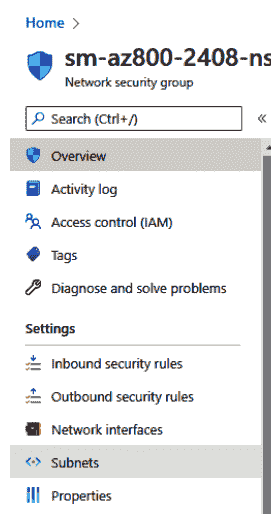 Home >
sm-az800-2408-ns
Network security group
Search (Ctrl+/)
«
Overview
Activity log
Access control (IAM)
Tags
Diagnose and solve problems
Settings
Inbound security rules
Outbound security rules
Network interfaces
Subnets
Properties